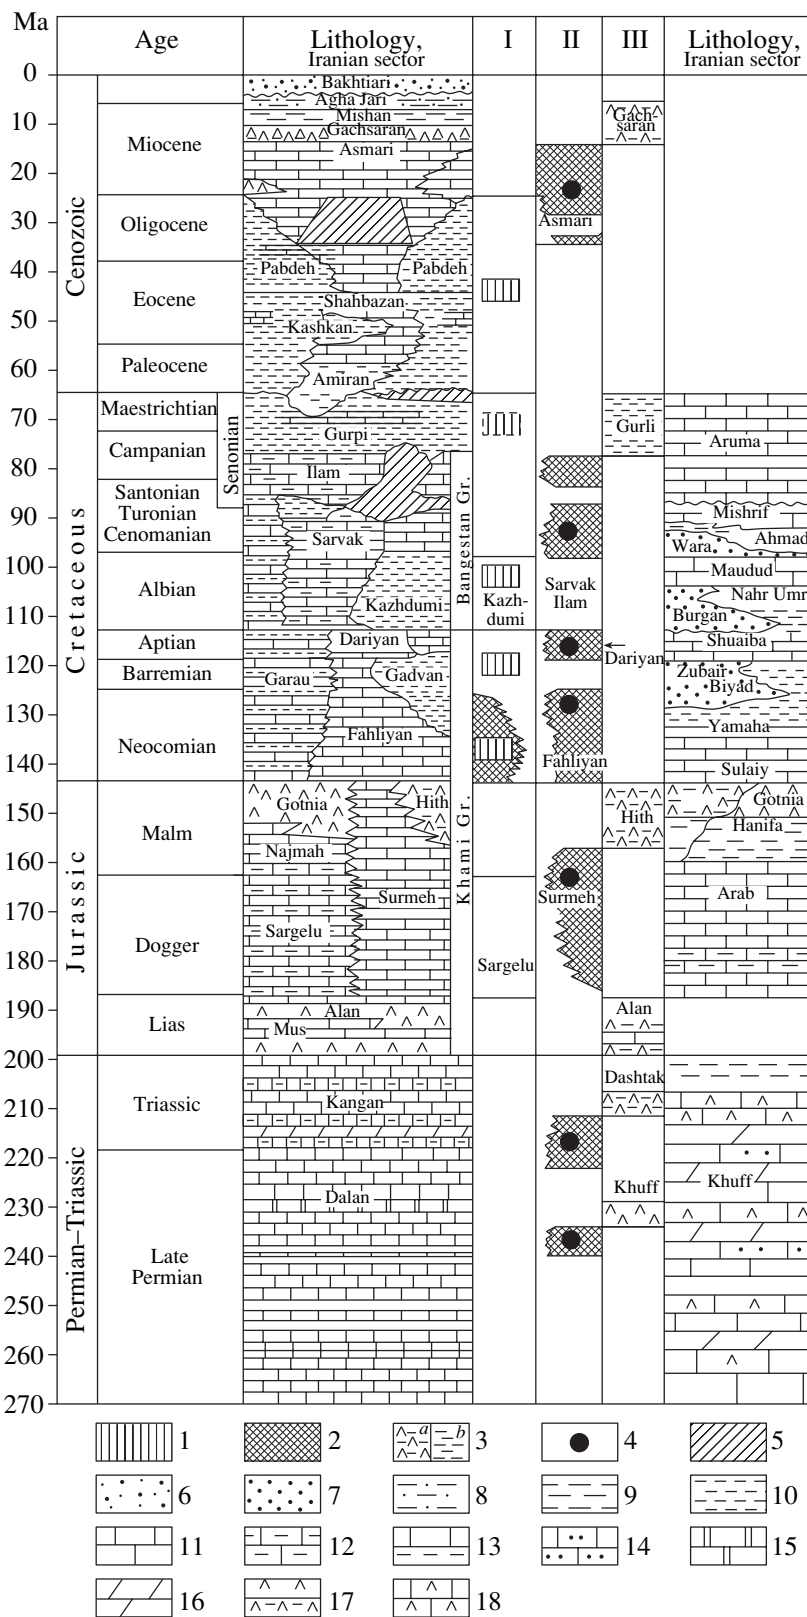 Ma
Age
Lithology,
Iranian sector
I
II
III
Lithology,
Iranian sector
0
10
20
30
40
50
60
70
80
90
100
110
120
130
140
150
160
170
180
190
200
210
220
230
240
250
260
270
Cenozoic
Cretaceous
Jurassic
Permian–Triassic
Miocene
Oligocene
Eocene
Paleocene
Maestrichtian
Campanian
Santonian
Turonian
Cenomanian
Senonian
Albian
Aptian
Barremian
Neocomian
Malm
Dogger
Lias
Triassic
Late
Permian
Bakhtiari
Agha Jari
Mishan
Gachsaran
Asmari
Pabdeh
Pabdeh
Shahbazan
Kashkan
Amiran
Gurpi
Ilam
Sarvak
Kazhdumi
Dariyan
Garau
Gadvan
Fahliyan
Gotnia
Hith
Najmah
Surmeh
Sargelu
Alan
Mus
Kangan
Dalan
Bangestan Gr.
Khami Gr.
Kazh-
dumi
Sargelu
Asmari
Sarvak
Ilam
Fahliyan
Surmeh
Gach-
saran
Gurli
Dariyan
Hith
Alan
Dashtak
Khuff
Aruma
Mishrif
Ahmad
Wara
Maudud
Nahr Umr
Burgan
Shuaiba
Zubair
Biyad
Yamaha
Sulaiy
Gotnia
Hanifa
Arab
Khuff
1
2
a
b
3
4
5
6
7
8
9
10
11
12
13
14
15
16
17
18